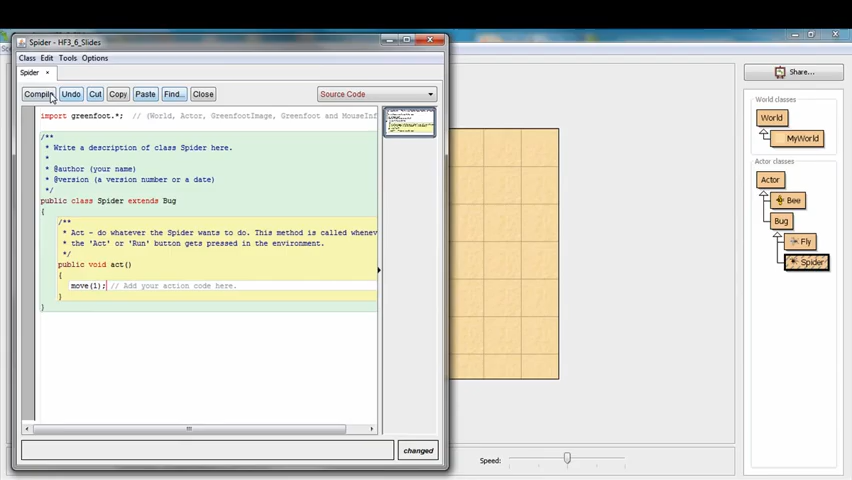 Spider - HF3_6_Slides
Class Edit Tools Options
Spider ×
Compile Undo Cut Copy Paste Find... Close Source Code
import greenfoot.*; // (World, Actor, GreenfootImage, Greenfoot and MouseInf
/**
* Write a description of class Spider here.
*
* @author (your name)
* @version (a version number or a date)
*/
public class Spider extends Bug
{
/**
* Act - do whatever the Spider wants to do. This method is called wheneve
* the 'Act' or 'Run' button gets pressed in the environment.
*/
public void act()
{
move(1); // Add your action code here.
}
}
changed
Speed:
Share...
World classes
World
MyWorld
Actor classes
Actor
Bee
Bug
Fly
Spider